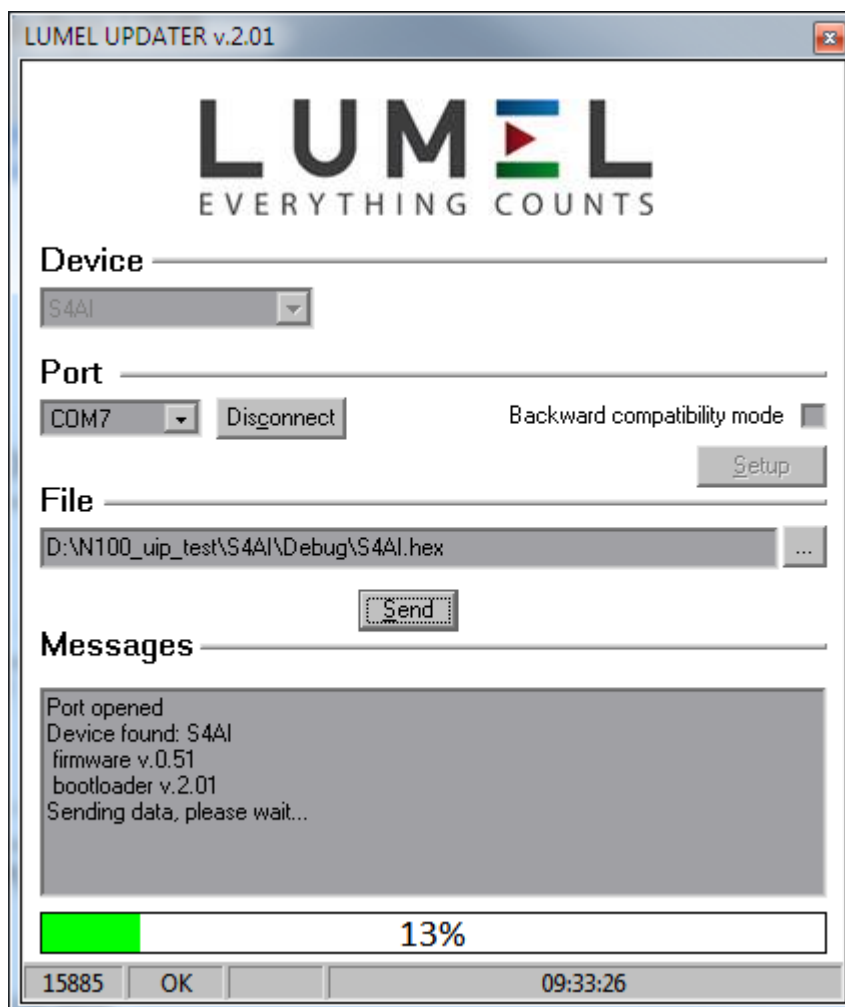 LUMEL UPDATER v.2.01
LUMEL
EVERYTHING COUNTS
Device
S4AI
Port
COM7 Disconnect Backward compatibility mode
Setup
File
D:\N100_uip_test\S4AI\Debug\S4AI.hex ...
Send
Messages
Port opened
Device found: S4AI
firmware v.0.51
bootloader v.2.01
Sending data, please wait...
13%
15885 OK 09:33:26